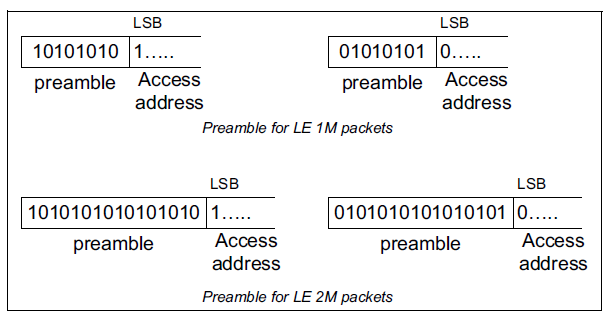 LSB LSB
10101010 1..... 01010101 0.....
preamble Access address preamble Access address
Preamble for LE 1M packets
LSB LSB
1010101010101010 1..... 0101010101010101 0.....
preamble Access address preamble Access address
Preamble for LE 2M packets